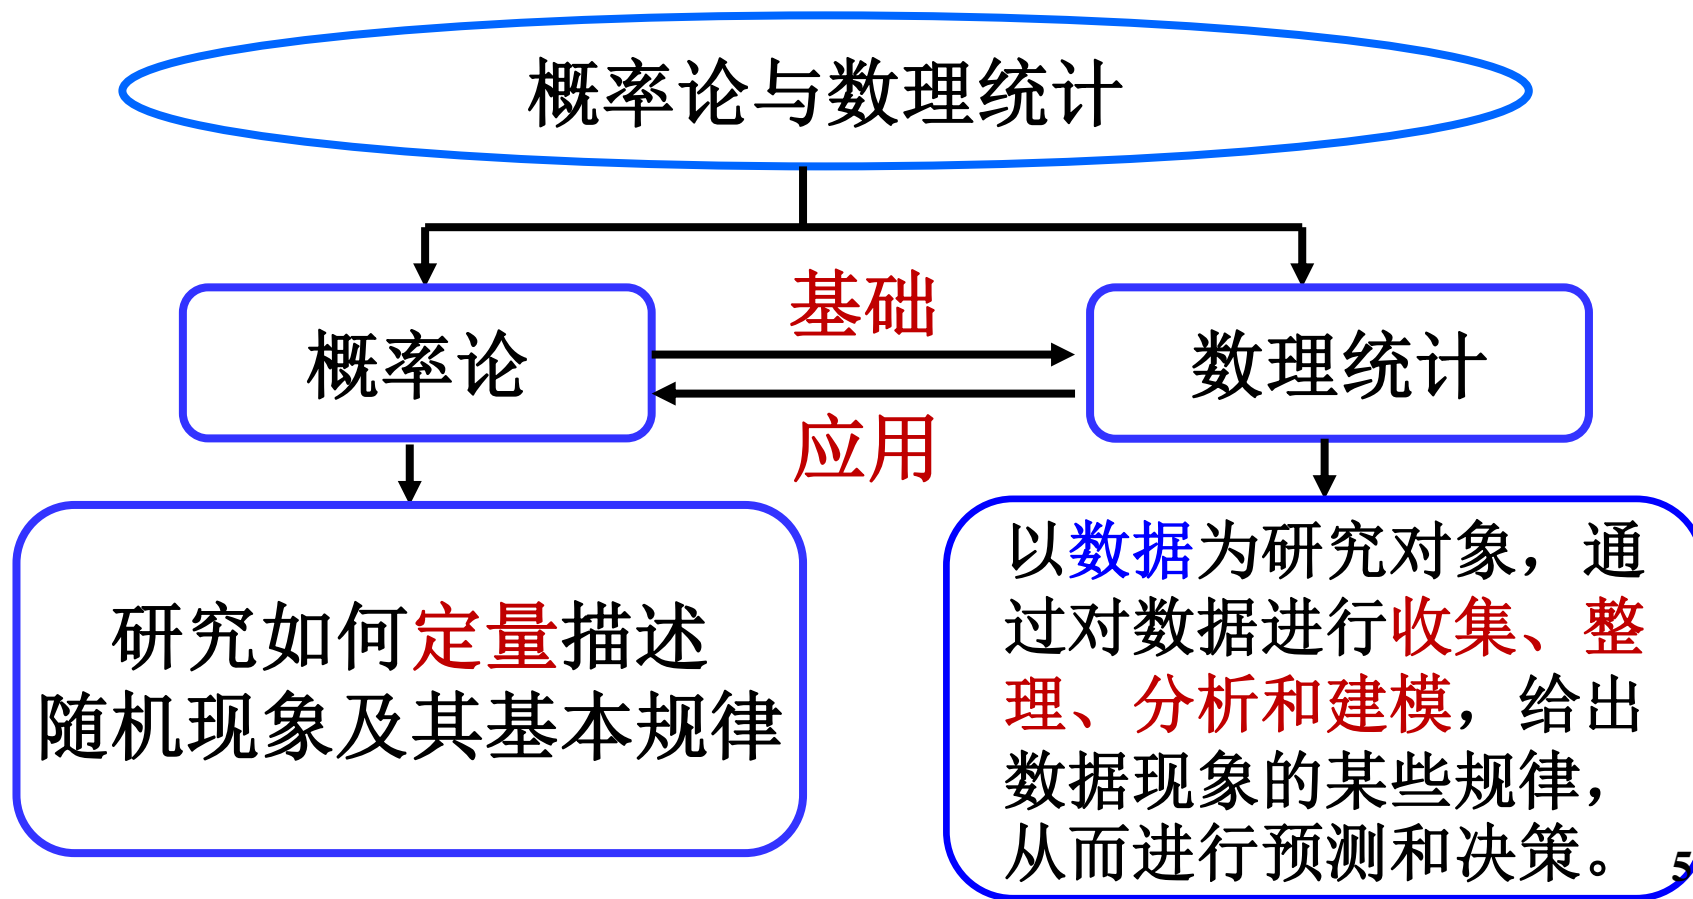 概率论与数理统计
基础
概率论
数理统计
应用
研究如何定量描述
随机现象及其基本规律
以数据为研究对象，通
过对数据进行收集、整
理、分析和建模，给出
数据现象的某些规律，
从而进行预测和决策。
5